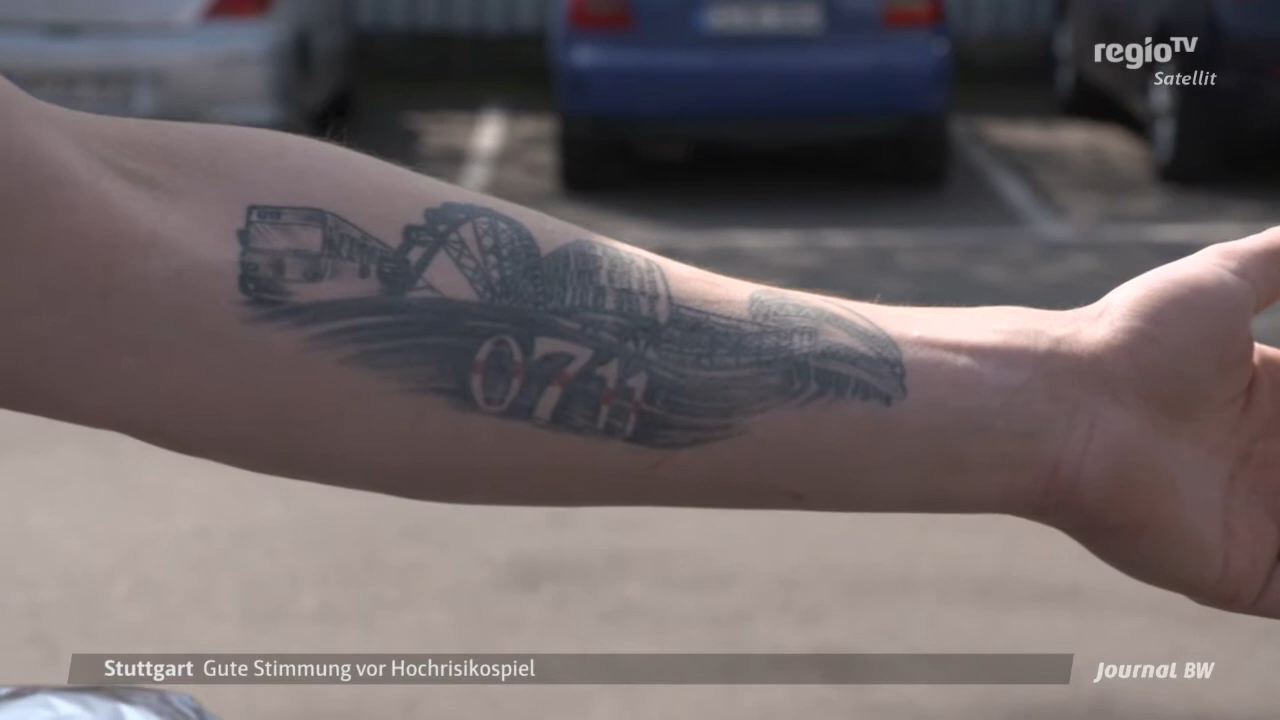 regioTV
Satellit
0711
Stuttgart Gute Stimmung vor Hochrisikospiel
Journal BW